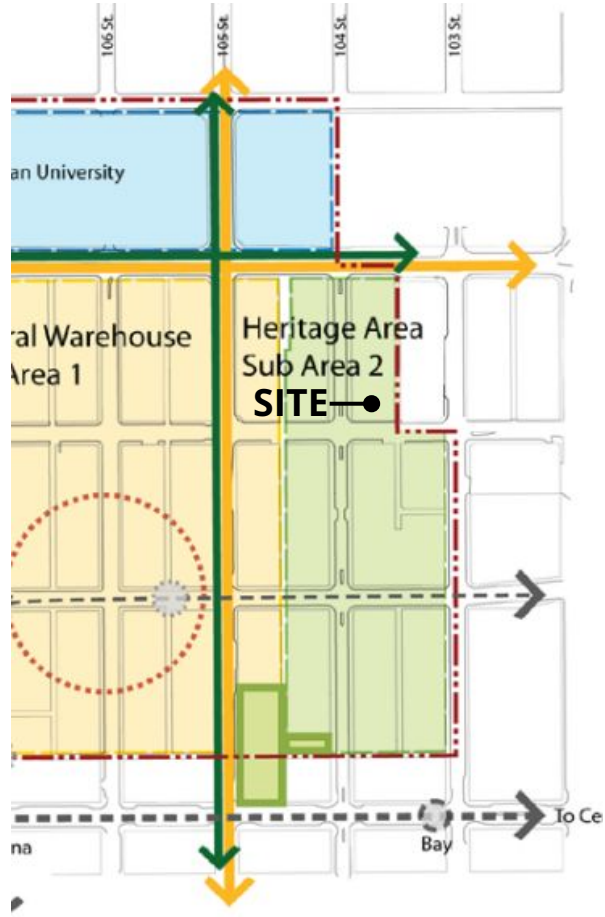 106 St.
105 St.
104 St.
103 St.
an University
ral Warehouse
Area 1
Heritage Area
Sub Area 2
SITE
To Ce
Bay
na